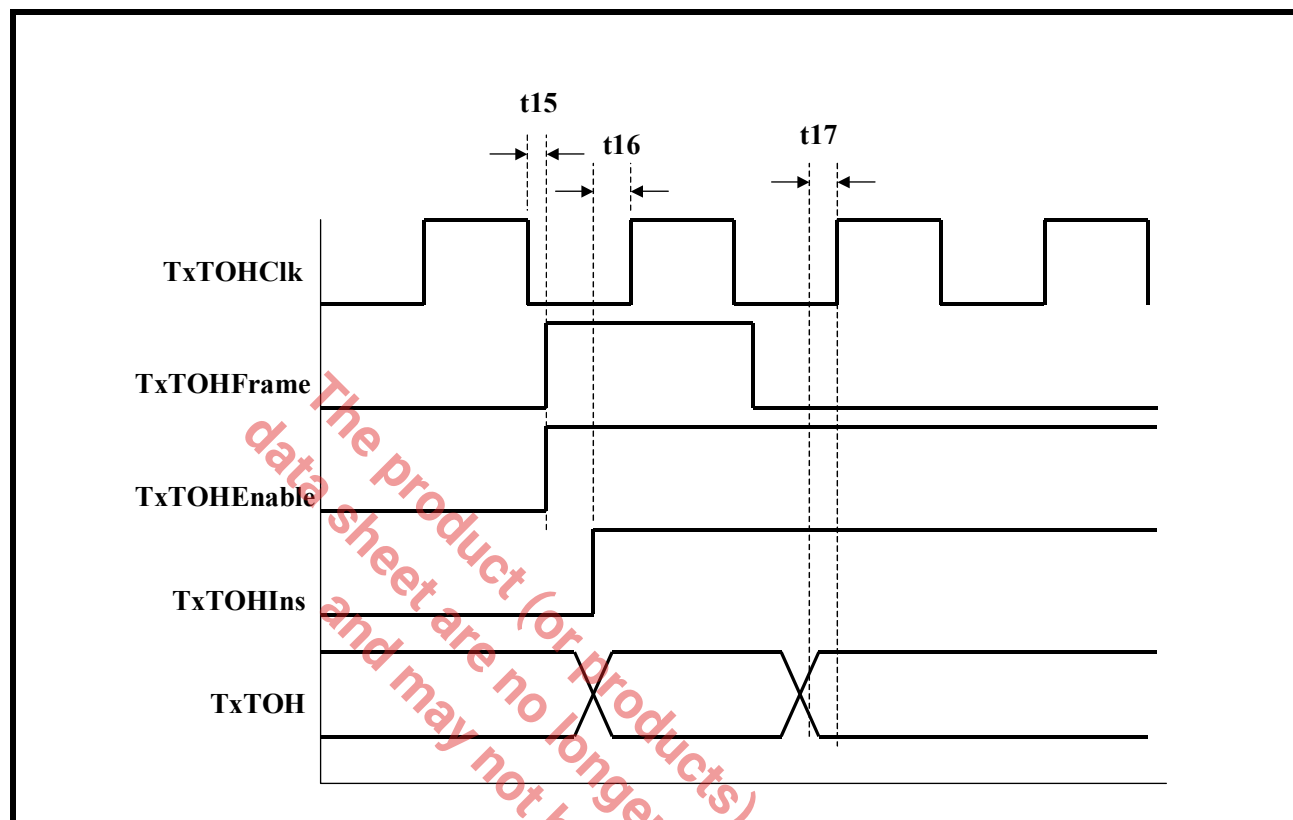 t15
t16
t17
TxTOHClk
TxTOHFrame
TxTOHEnable
TxTOHIns
TxTOH
The product (or products)
data sheet are no longer
and may not